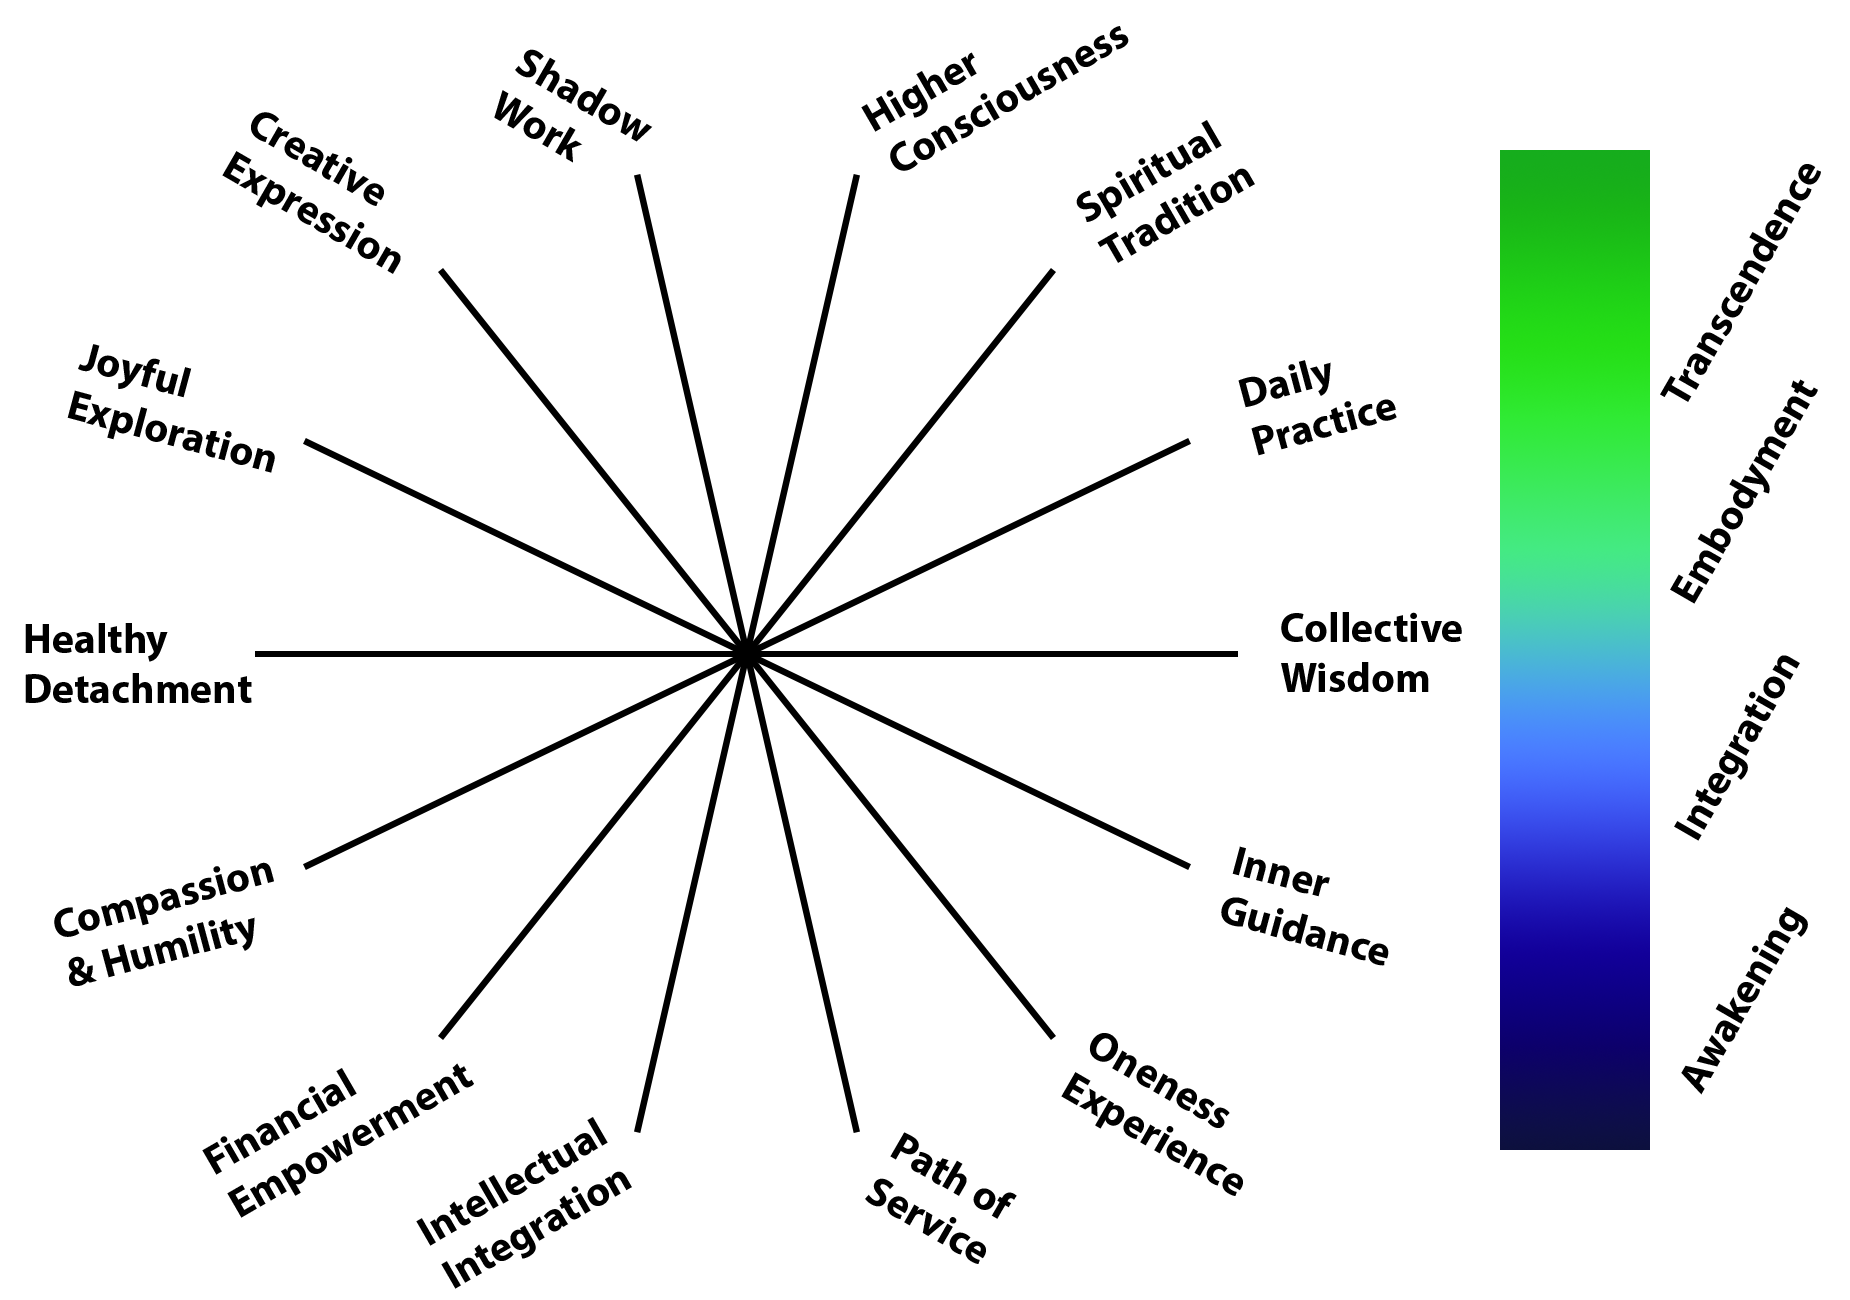 Shadow
Work
Higher
Consciousness
Creative
Expression
Spiritual
Tradition
Joyful
Exploration
Daily
Practice
Healthy
Detachment
Collective
Wisdom
Compassion
& Humility
Inner
Guidance
Financial
Empowerment
Oneness
Experience
Intellectual
Integration
Path of
Service
Transcendence
Embodyment
Integration
Awakening